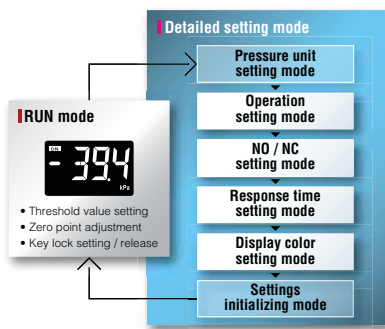 Detailed setting mode
Pressure unit
setting mode
Operation
setting mode
NO / NC
setting mode
Response time
setting mode
Display color
setting mode
Settings
initializing mode
RUN mode
ON
- 39.4
kPa
• Threshold value setting
• Zero point adjustment
• Key lock setting / release